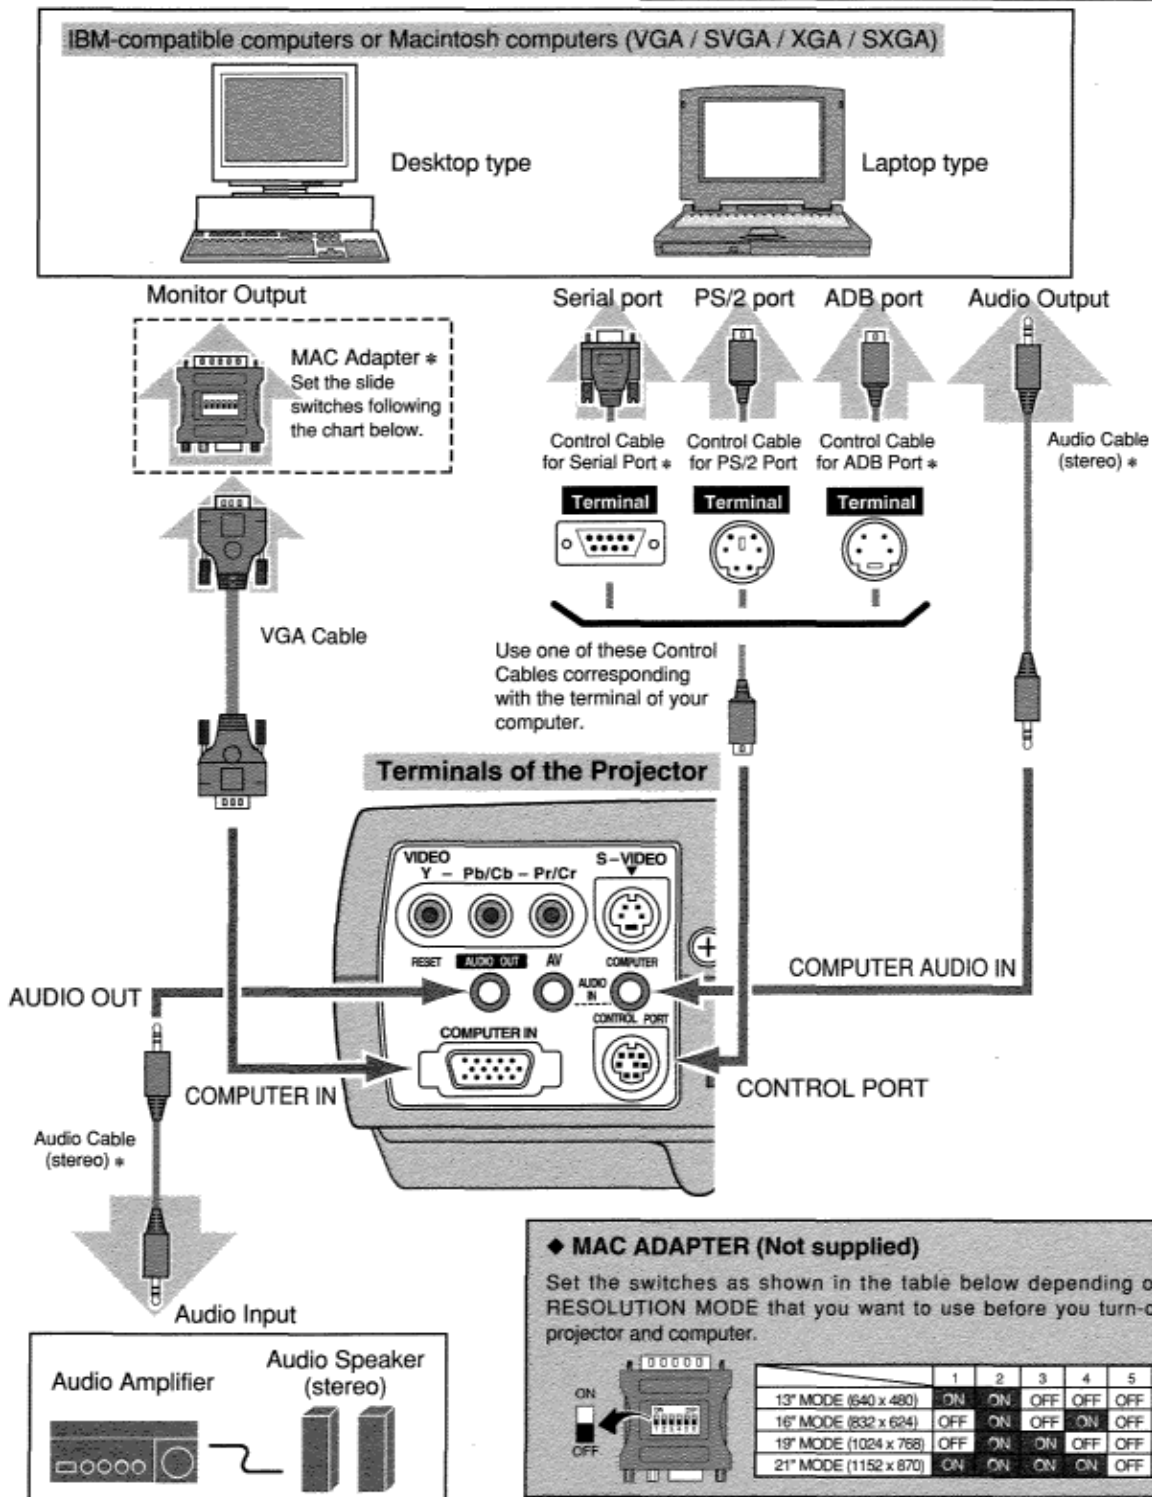 IBM-compatible computers or Macintosh computers (VGA / SVGA / XGA / SXGA)
Desktop type
Laptop type
Monitor Output
Serial port
PS/2 port
ADB port
Audio Output
MAC Adapter *
Set the slide
switches following
the chart below.
Control Cable
for Serial Port *
Control Cable
for PS/2 Port
Control Cable
for ADB Port *
Audio Cable
(stereo) *
Terminal
Terminal
Terminal
VGA Cable
Use one of these Control
Cables corresponding
with the terminal of your
computer.
Terminals of the Projector
VIDEO
Y – Pb/Cb – Pr/Cr
S–VIDEO
RESET
AUDIO OUT
AV
AUDIO
IN
COMPUTER
CONTROL PORT
COMPUTER IN
AUDIO OUT
COMPUTER AUDIO IN
COMPUTER IN
CONTROL PORT
Audio Cable
(stereo) *
Audio Input
Audio Amplifier
Audio Speaker
(stereo)
◆ MAC ADAPTER (Not supplied)
Set the switches as shown in the table below depending o
RESOLUTION MODE that you want to use before you turn-o
projector and computer.
ON
OFF
1 2 3 4 5
13" MODE (640 x 480) ON ON OFF OFF OFF
16" MODE (832 x 624) OFF ON OFF ON OFF
19" MODE (1024 x 768) OFF ON ON OFF OFF
21" MODE (1152 x 870) ON ON ON ON OFF